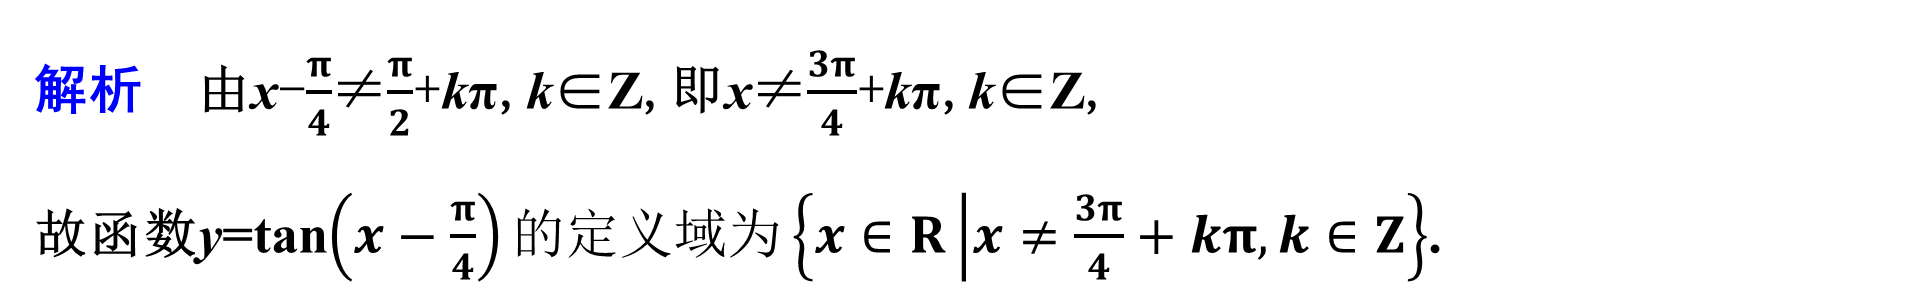 解析 由x-π/4≠π/2+kπ, k∈Z, 即x≠3π/4+kπ, k∈Z,
故函数y=tan(x − π/4)的定义域为{x ∈ R|x ≠ 3π/4 + kπ, k ∈ Z}.